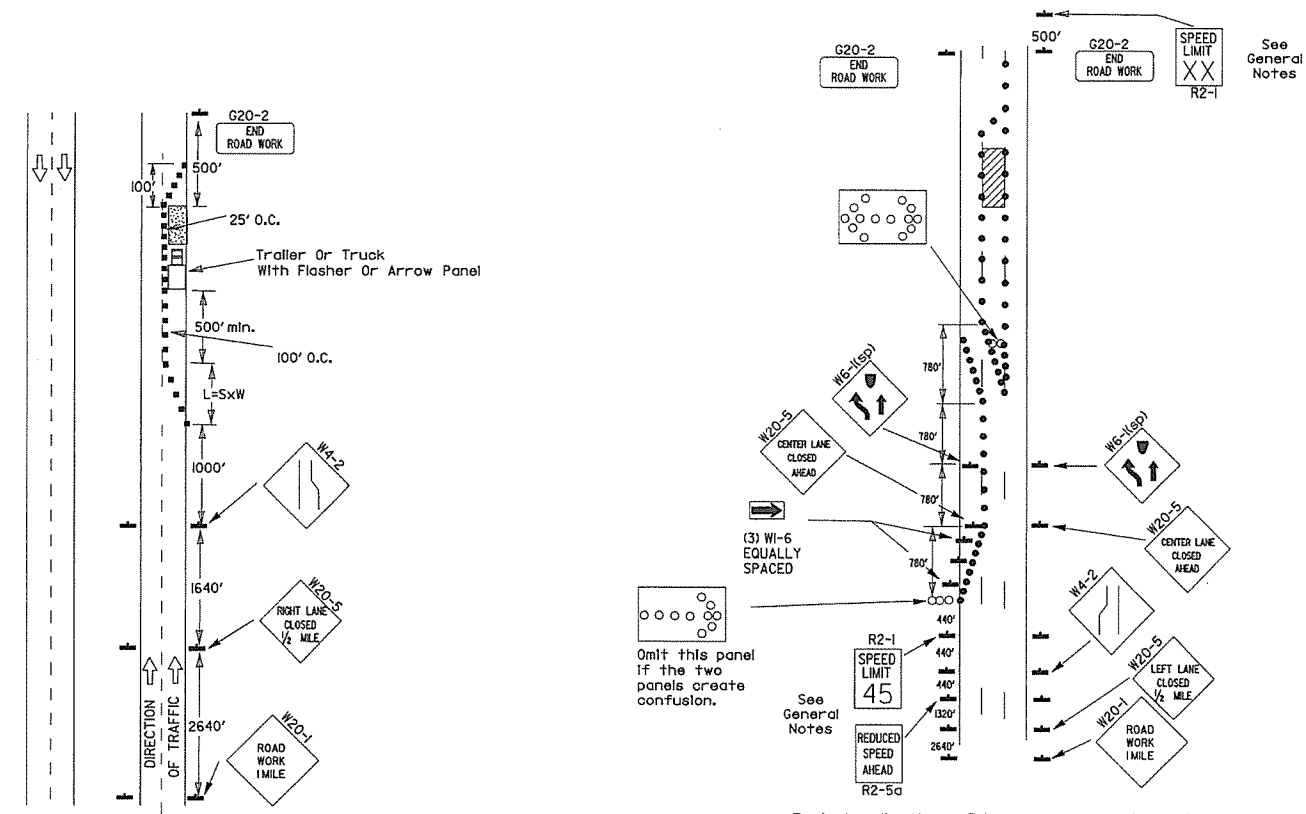 G20-2
END
ROAD WORK
500'
100'
25' O.C.
Trailer Or Truck
With Flasher Or Arrow Panel
500' min.
100' O.C.
L=SxW
1000'
W4-2
1640'
W20-5
RIGHT LANE
CLOSED
1/2 MILE
2640'
DIRECTION
OF TRAFFIC
W20-1
ROAD
WORK
1 MILE
G20-2
END
ROAD WORK
500'
G20-2
END
ROAD WORK
SPEED
LIMIT
XX
R2-1
See
General
Notes
780'
W6-1(sp)
780'
W20-5
CENTER LANE
CLOSED
AHEAD
780'
W6-1(sp)
(3) W1-6
EQUALLY
SPACED
780'
W20-5
CENTER LANE
CLOSED
AHEAD
Omit this panel
if the two
panels create
confusion.
440'
R2-1
SPEED
LIMIT
45
440'
440'
See
General
Notes
1320'
REDUCED
SPEED
AHEAD
R2-5a
2640'
W4-2
W20-5
LEFT LANE
CLOSED
1/2 MILE
W20-1
ROAD
WORK
1 MILE